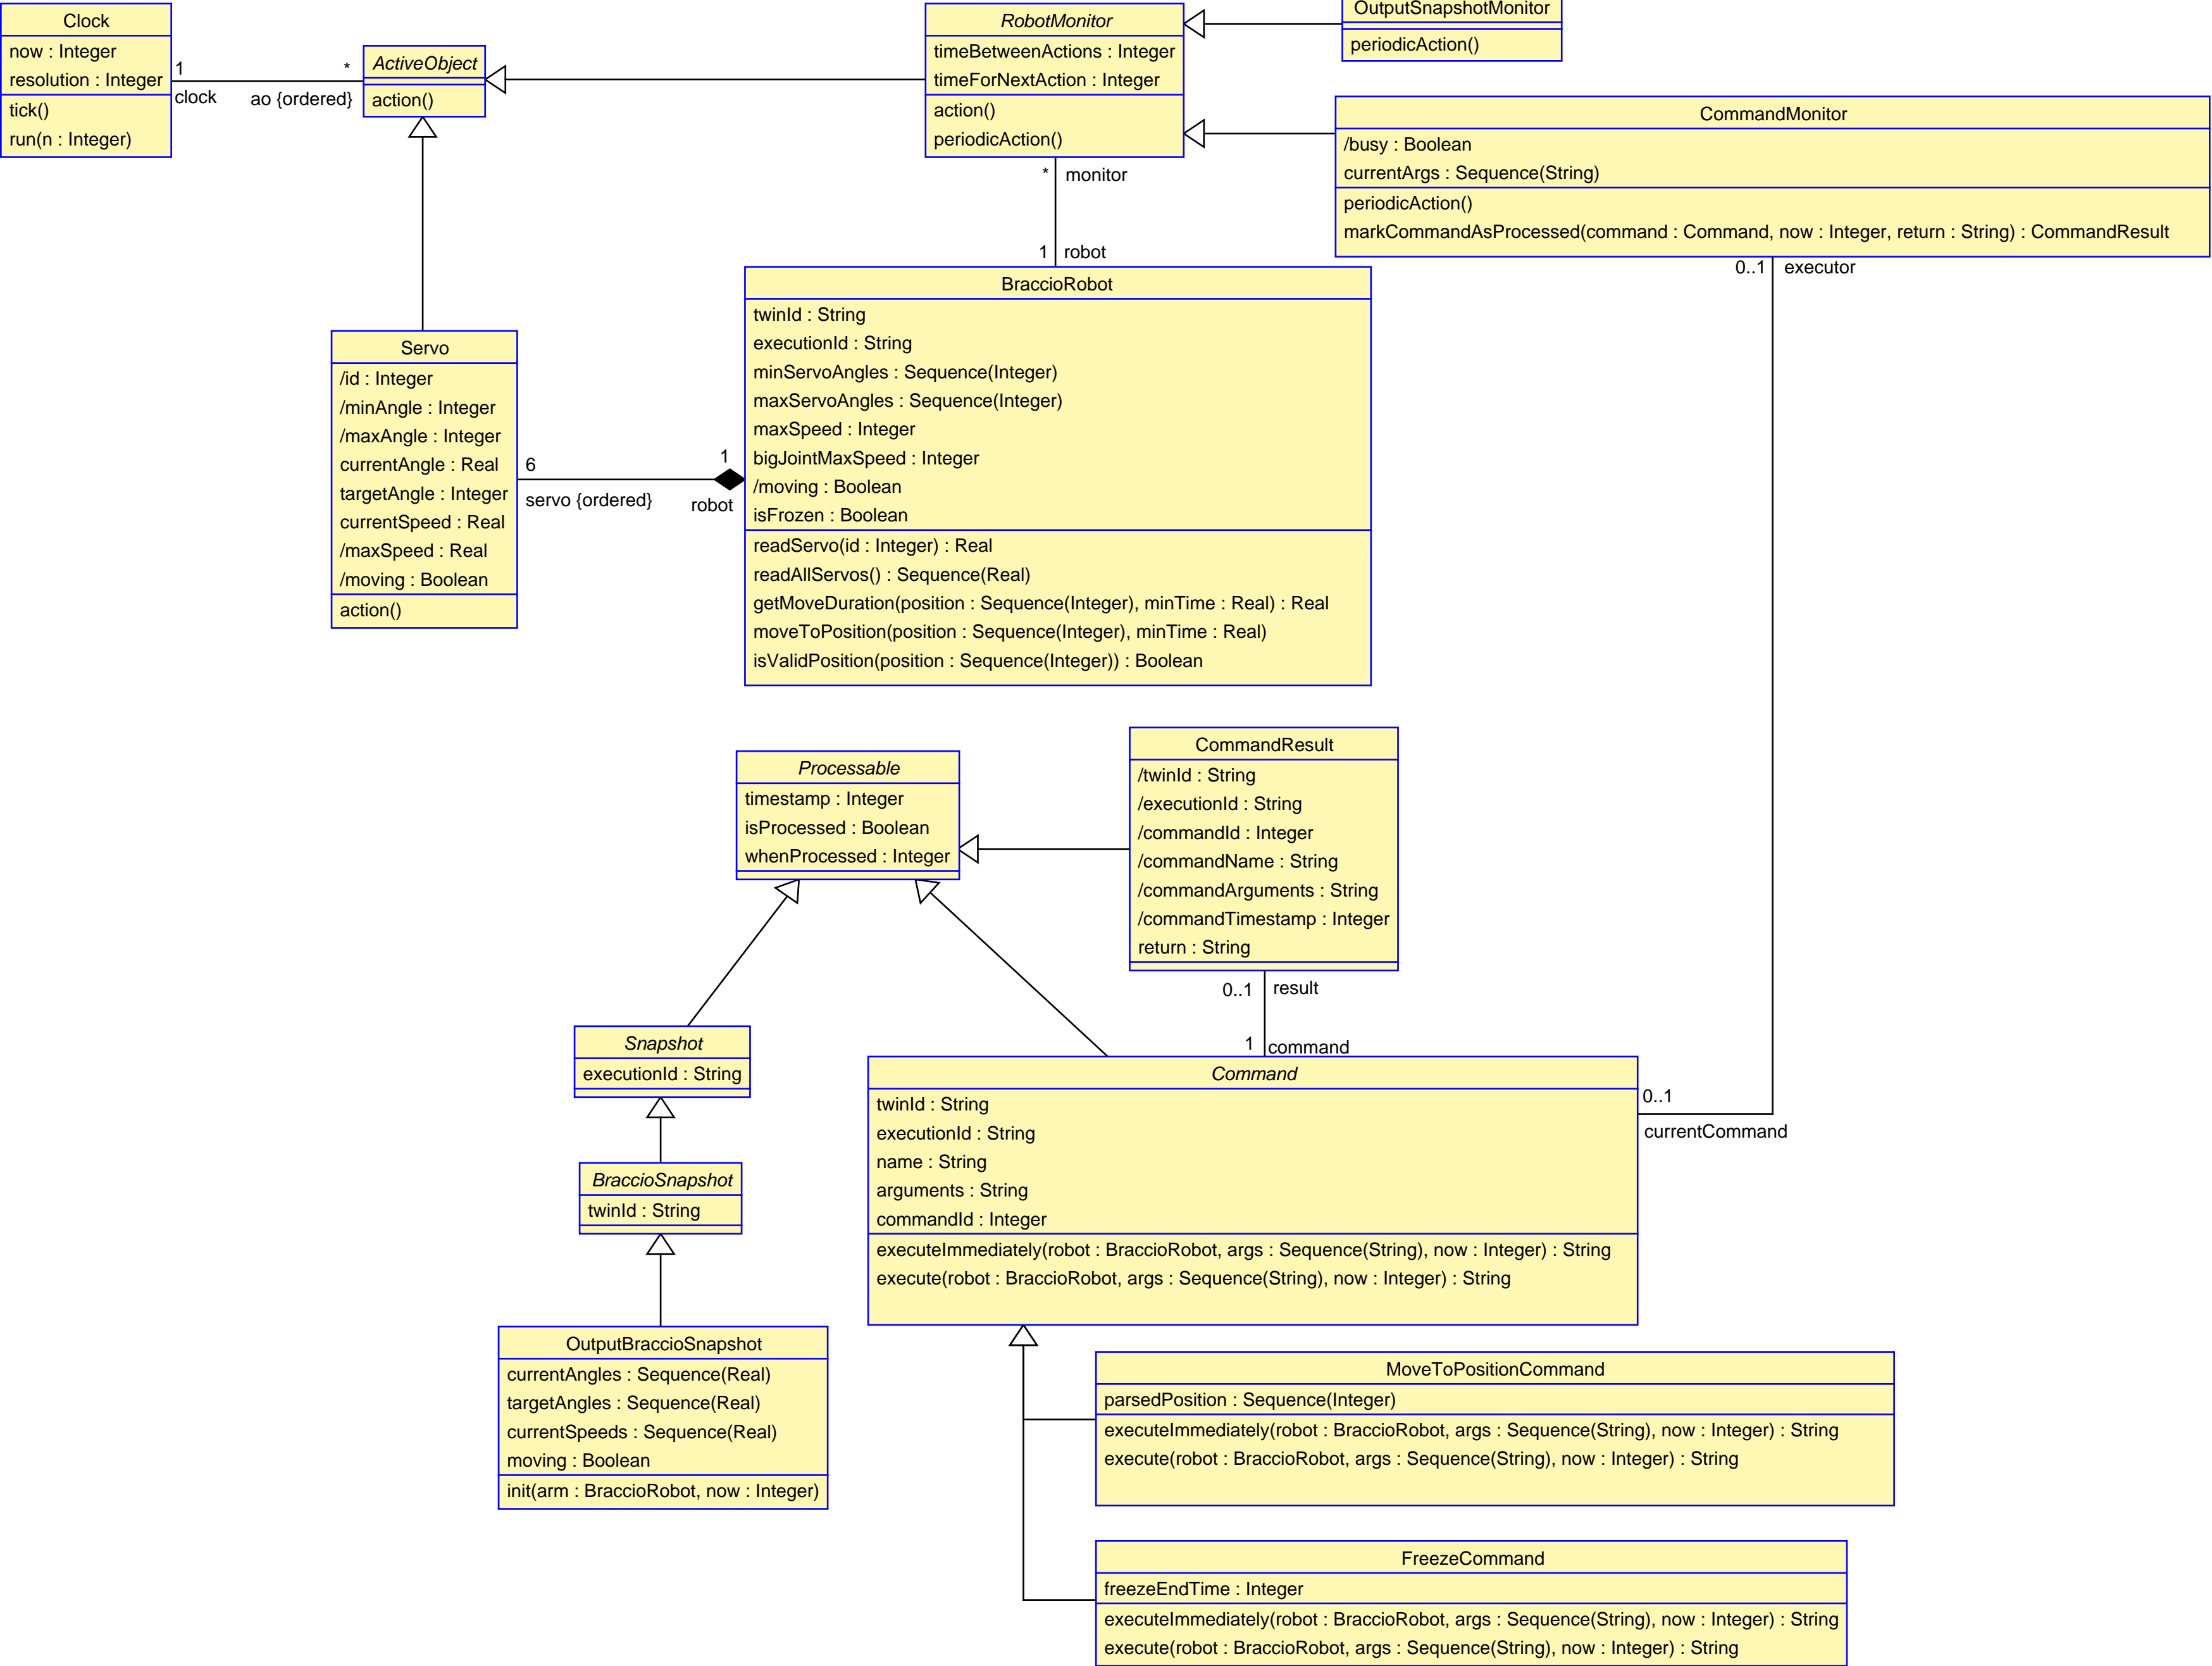 Clock
now : Integer
resolution : Integer
tick()
run(n : Integer)
1
clock
*
ao {ordered}
ActiveObject
action()
RobotMonitor
timeBetweenActions : Integer
timeForNextAction : Integer
action()
periodicAction()
OutputSnapshotMonitor
periodicAction()
CommandMonitor
/busy : Boolean
currentArgs : Sequence(String)
periodicAction()
markCommandAsProcessed(command : Command, now : Integer, return : String) : CommandResult
* monitor
1 robot
0..1 executor
BraccioRobot
twinId : String
executionId : String
minServoAngles : Sequence(Integer)
maxServoAngles : Sequence(Integer)
maxSpeed : Integer
bigJointMaxSpeed : Integer
/moving : Boolean
isFrozen : Boolean
readServo(id : Integer) : Real
readAllServos() : Sequence(Real)
getMoveDuration(position : Sequence(Integer), minTime : Real) : Real
moveToPosition(position : Sequence(Integer), minTime : Real)
isValidPosition(position : Sequence(Integer)) : Boolean
Servo
/id : Integer
/minAngle : Integer
/maxAngle : Integer
currentAngle : Real
targetAngle : Integer
currentSpeed : Real
/maxSpeed : Real
/moving : Boolean
action()
6
servo {ordered}
1
robot
Processable
timestamp : Integer
isProcessed : Boolean
whenProcessed : Integer
CommandResult
/twinId : String
/executionId : String
/commandId : Integer
/commandName : String
/commandArguments : String
/commandTimestamp : Integer
return : String
0..1 result
1 command
Snapshot
executionId : String
BraccioSnapshot
twinId : String
OutputBraccioSnapshot
currentAngles : Sequence(Real)
targetAngles : Sequence(Real)
currentSpeeds : Sequence(Real)
moving : Boolean
init(arm : BraccioRobot, now : Integer)
Command
twinId : String
executionId : String
name : String
arguments : String
commandId : Integer
executeImmediately(robot : BraccioRobot, args : Sequence(String), now : Integer) : String
execute(robot : BraccioRobot, args : Sequence(String), now : Integer) : String
0..1
currentCommand
MoveToPositionCommand
parsedPosition : Sequence(Integer)
executeImmediately(robot : BraccioRobot, args : Sequence(String), now : Integer) : String
execute(robot : BraccioRobot, args : Sequence(String), now : Integer) : String
FreezeCommand
freezeEndTime : Integer
executeImmediately(robot : BraccioRobot, args : Sequence(String), now : Integer) : String
execute(robot : BraccioRobot, args : Sequence(String), now : Integer) : String